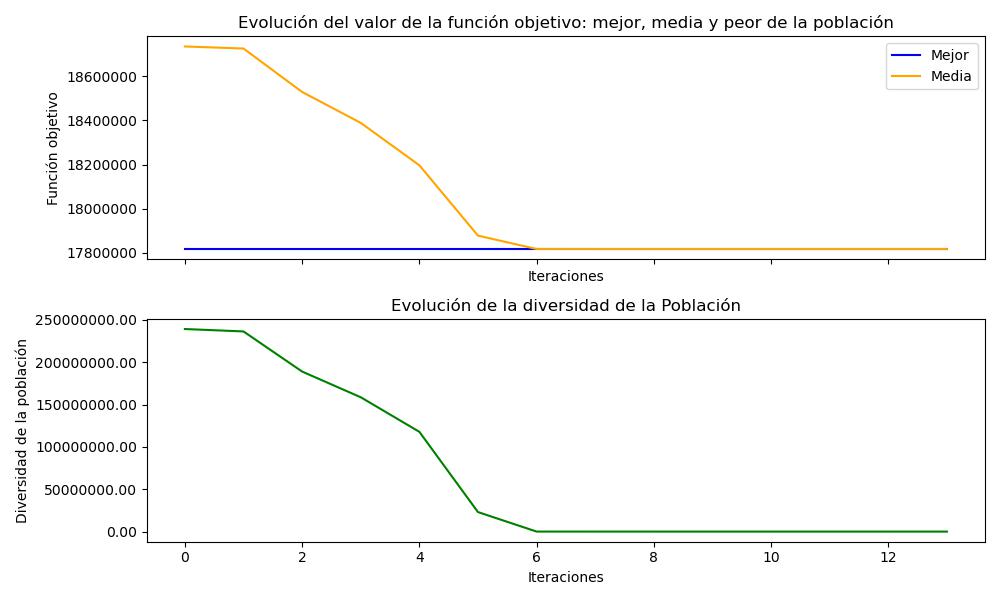 Evolución del valor de la función objetivo: mejor, media y peor de la población
Función objetivo
18600000
18400000
18200000
18000000
17800000
Mejor
Media
Iteraciones
Evolución de la diversidad de la Población
Diversidad de la población
250000000.00
200000000.00
150000000.00
100000000.00
50000000.00
0.00
0 2 4 6 8 10 12
Iteraciones